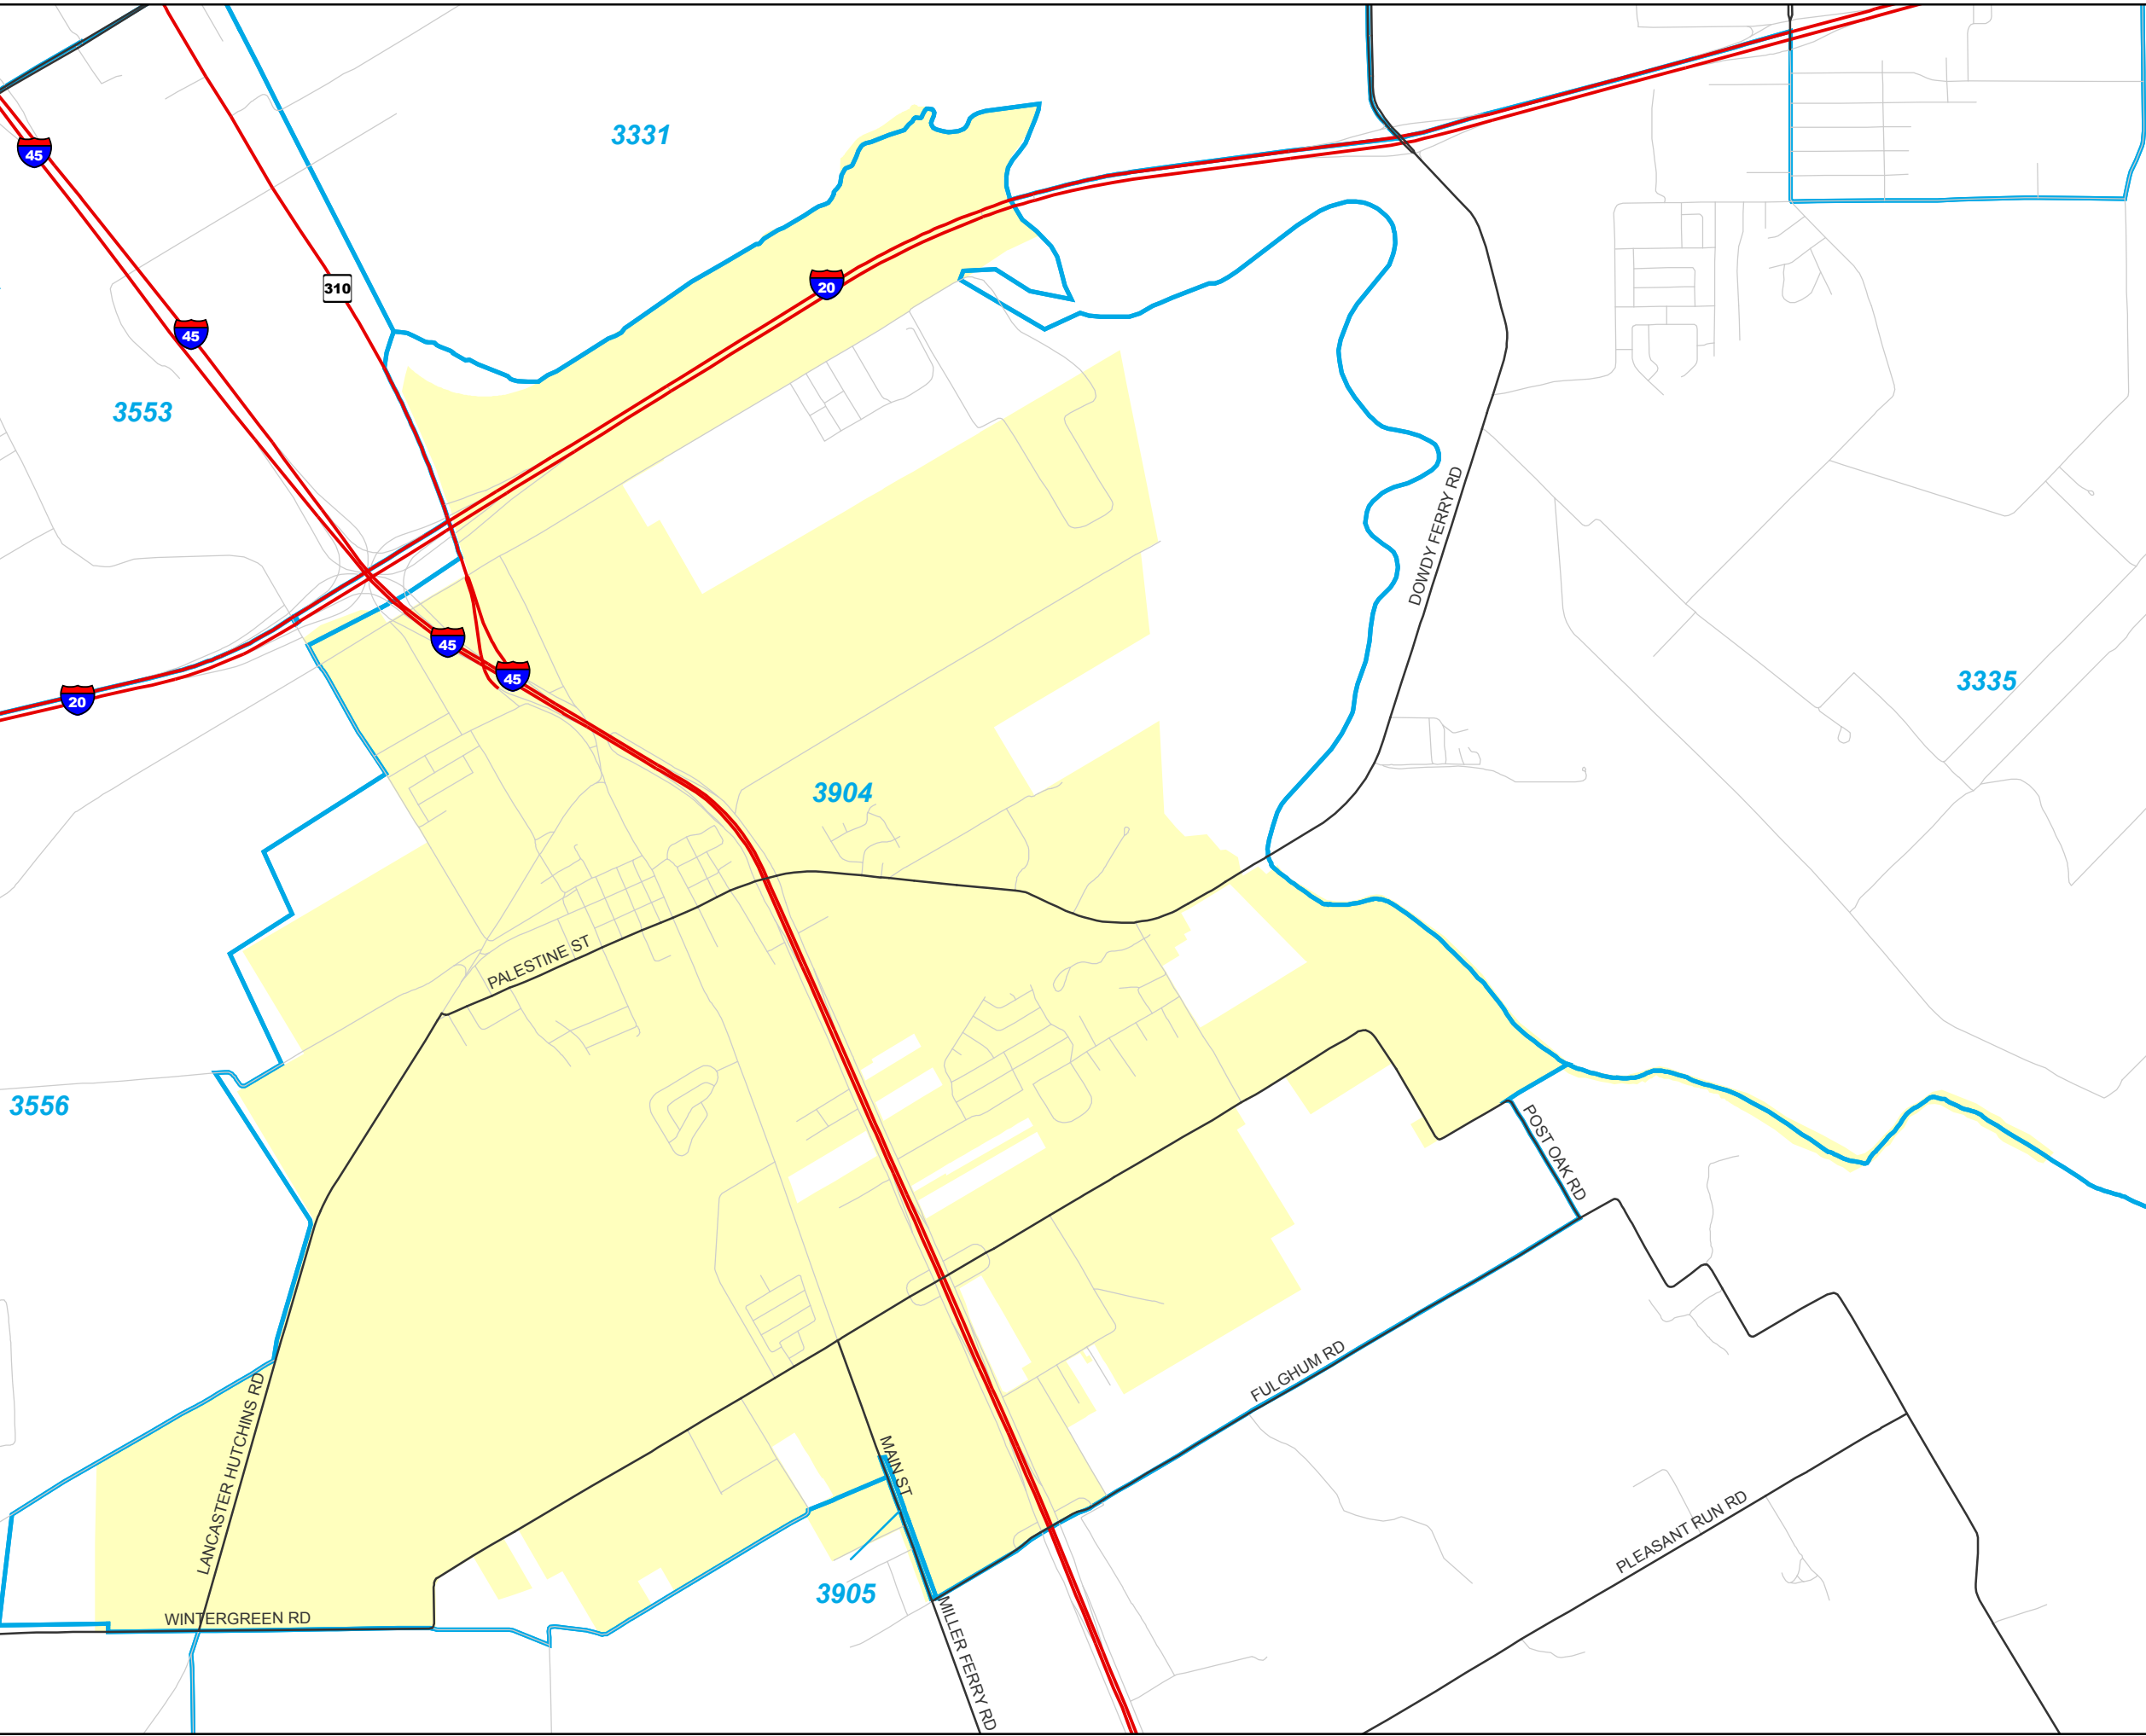 3331
45
20
310
45
3553
DOWDY FERRY RD
45
45
20
3335
3904
PALESTINE ST
3556
POST OAK RD
FULGHUM RD
LANCASTER HUTCHINS RD
MAIN ST
PLEASANT RUN RD
3905
WINTERGREEN RD
MILLER FERRY RD